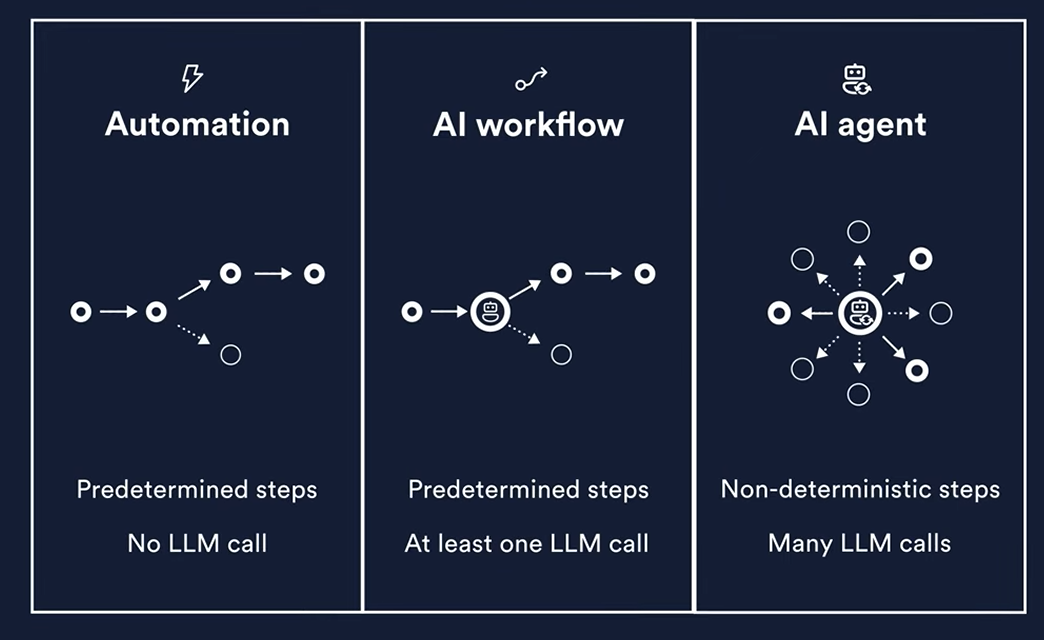 Automation
AI workflow
AI agent
Predetermined steps
No LLM call
Predetermined steps
At least one LLM call
Non-deterministic steps
Many LLM calls